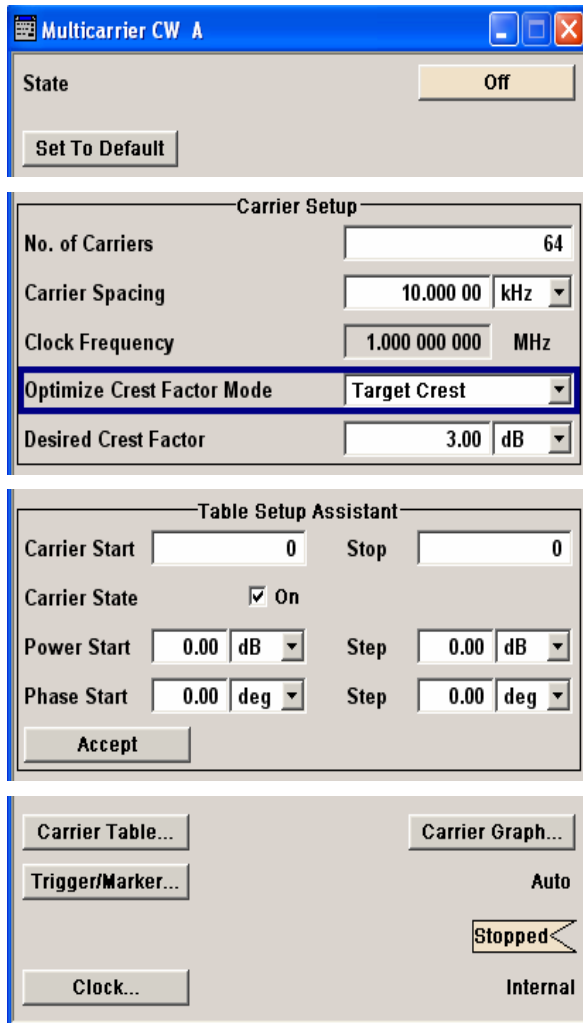 Multicarrier CW A
State Off
Set To Default
Carrier Setup
No. of Carriers 64
Carrier Spacing 10.000 00 kHz
Clock Frequency 1.000 000 000 MHz
Optimize Crest Factor Mode Target Crest
Desired Crest Factor 3.00 dB
Table Setup Assistant
Carrier Start 0 Stop 0
Carrier State On
Power Start 0.00 dB Step 0.00 dB
Phase Start 0.00 deg Step 0.00 deg
Accept
Carrier Table... Carrier Graph...
Trigger/Marker... Auto
Stopped
Clock... Internal